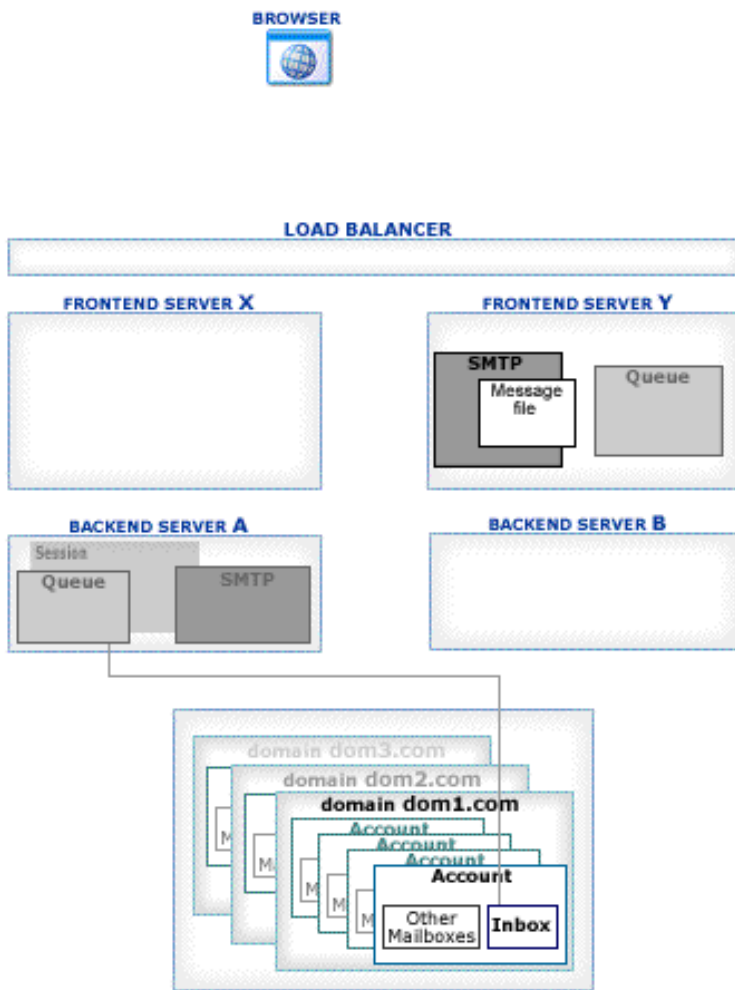 BROWSER
LOAD BALANCER
FRONTEND SERVER X
FRONTEND SERVER Y
SMTP
Message
file
Queue
BACKEND SERVER A
BACKEND SERVER B
Session
Queue
SMTP
domain dom3.com
domain dom2.com
domain dom1.com
M
M
Account
Account
Account
Account
M
M
M
Other
Mailboxes
Inbox